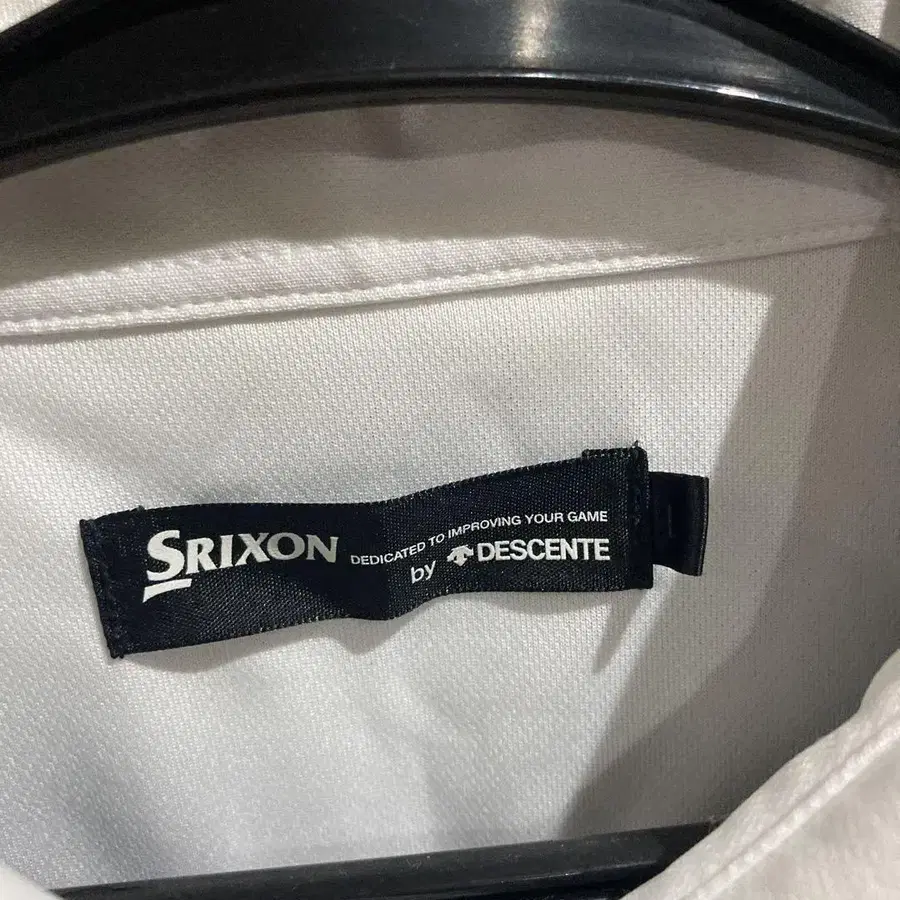 SRIXON
DEDICATED TO IMPROVING YOUR GAME
by DESCENTE